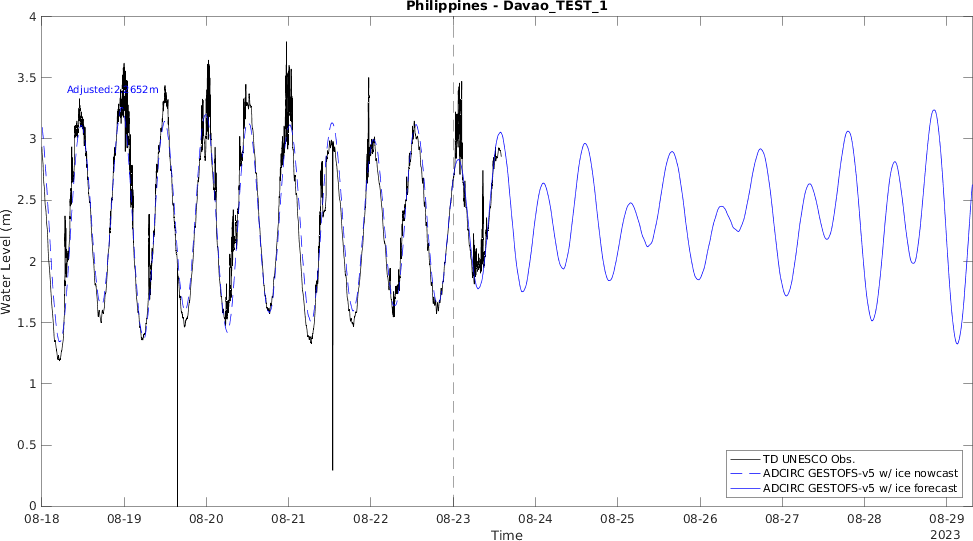 Philippines - Davao_TEST_1
Water Level (m)
4
3.5
3
2.5
2
1.5
1
0.5
0
Adjusted:2. 652m
TD UNESCO Obs.
ADCIRC GESTOFS-v5 w/ ice nowcast
ADCIRC GESTOFS-v5 w/ ice forecast
08-18 08-19 08-20 08-21 08-22 08-23 08-24 08-25 08-26 08-27 08-28 08-29
2023
Time